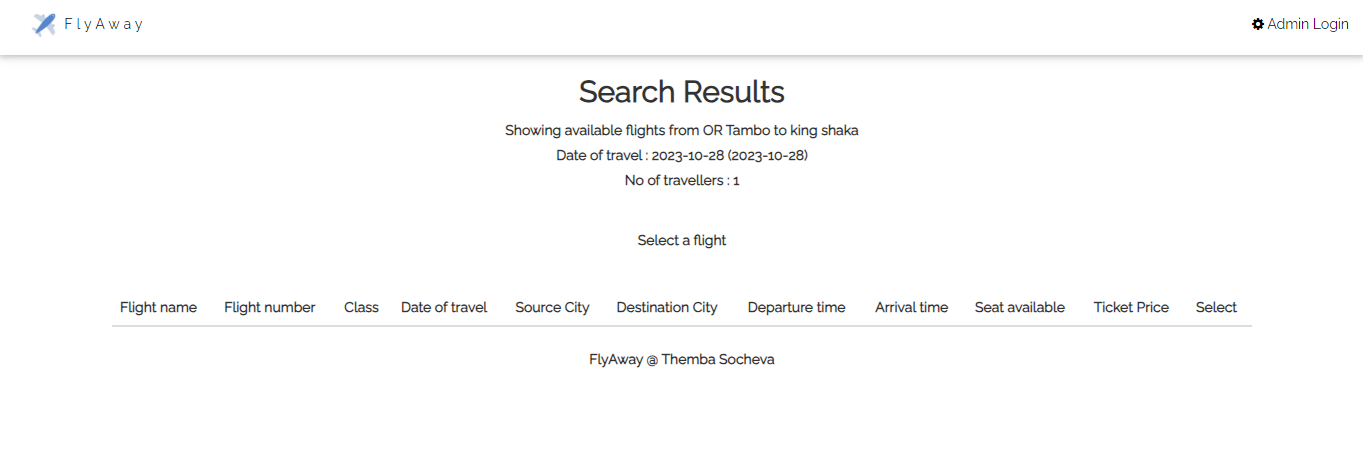 FlyAway
Admin Login
Search Results
Showing available flights from OR Tambo to king shaka
Date of travel : 2023-10-28 (2023-10-28)
No of travellers : 1
Select a flight
Flight name Flight number Class Date of travel Source City Destination City Departure time Arrival time Seat available Ticket Price Select
FlyAway @ Themba Socheva